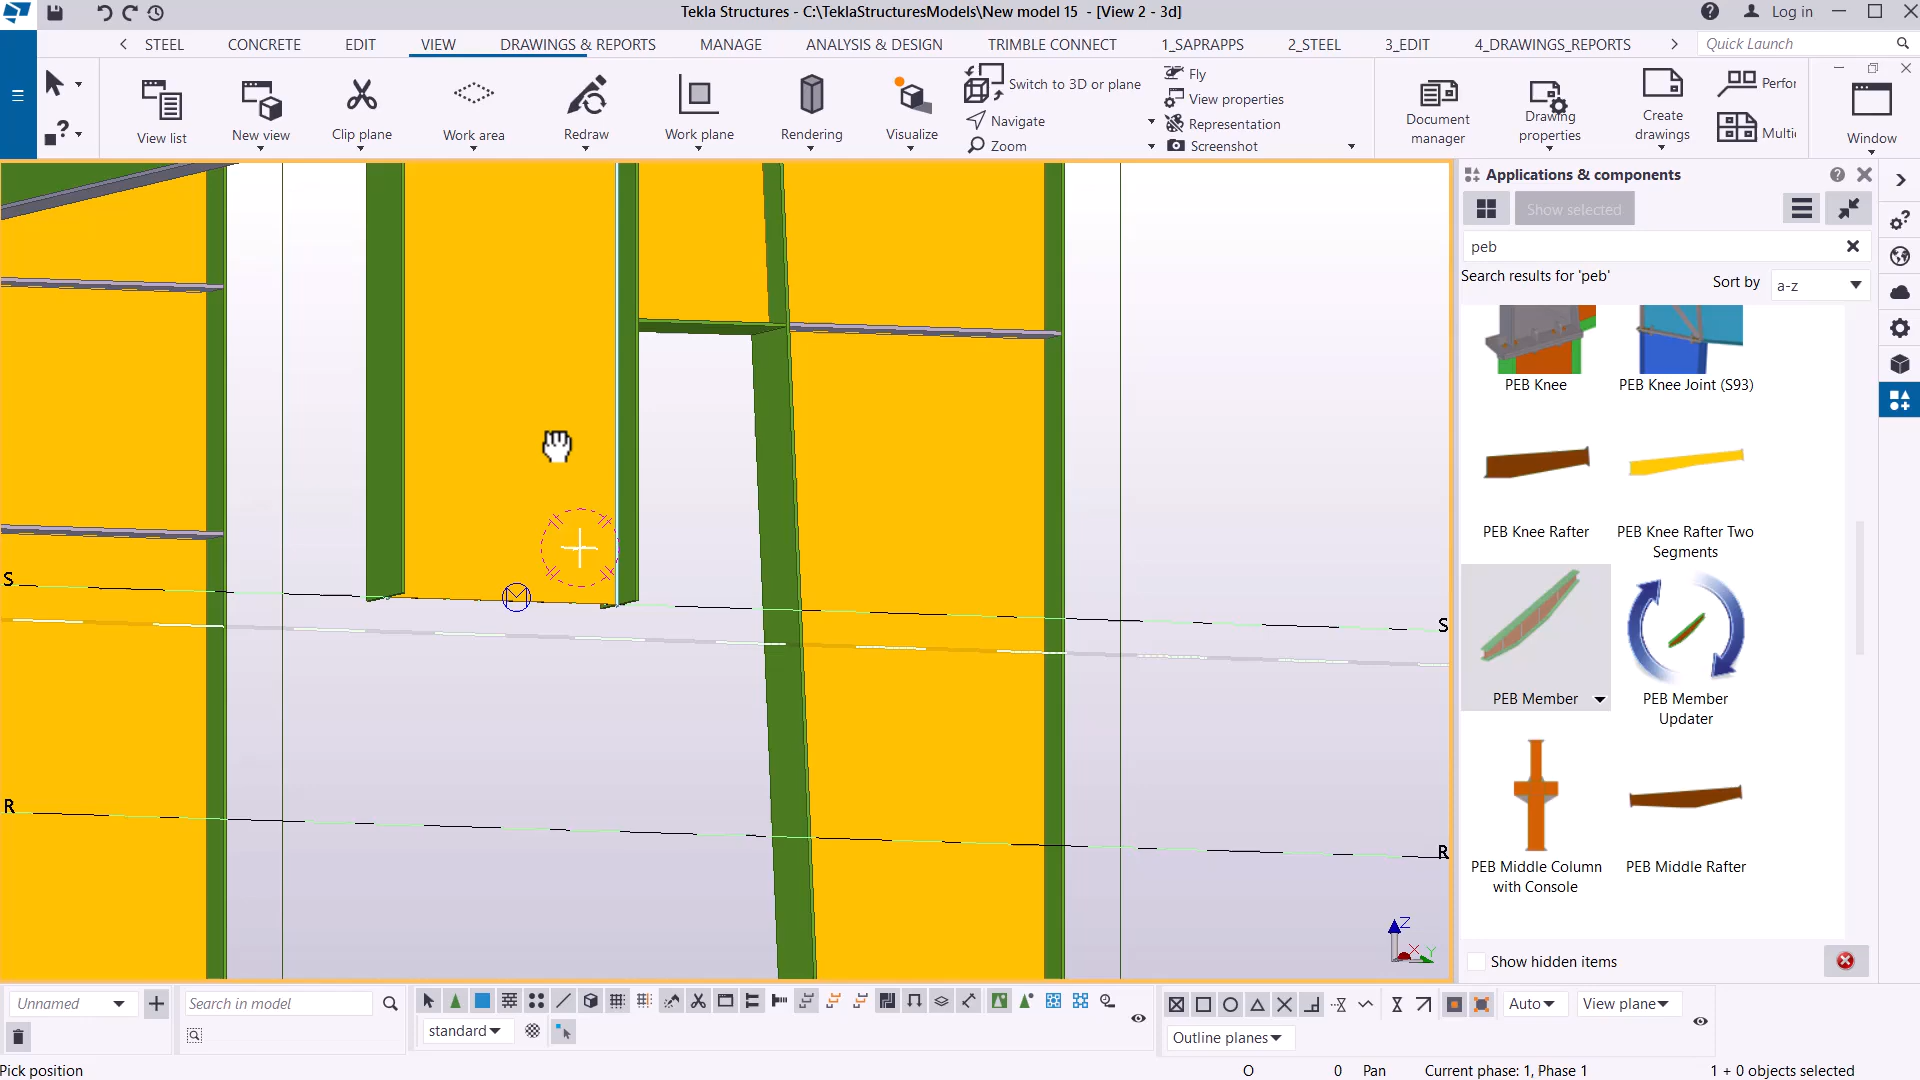 Tekla Structures - C:\TeklaStructuresModels\New model 15 - [View 2 - 3d]
Log in
STEEL CONCRETE EDIT VIEW DRAWINGS & REPORTS MANAGE ANALYSIS & DESIGN TRIMBLE CONNECT 1_SAPRAPPS 2_STEEL 3_EDIT 4_DRAWINGS_REPORTS
Quick Launch
View list
New view
Clip plane
Work area
Redraw
Work plane
Rendering
Visualize
Switch to 3D or plane
Navigate
Zoom
Fly
View properties
Representation
Screenshot
Document manager
Drawing properties
Create drawings
Perfor
Multi
Window
Applications & components
Show selected
peb
Search results for 'peb'
Sort by
a-z
PEB Knee
PEB Knee Joint (S93)
PEB Knee Rafter
PEB Knee Rafter Two Segments
PEB Member
PEB Member Updater
PEB Middle Column with Console
PEB Middle Rafter
Show hidden items
S
S
R
R
Z
X
Y
Unnamed
Search in model
standard
Auto
View plane
Outline planes
Pick position
O
0
Pan
Current phase: 1, Phase 1
1 + 0 objects selected